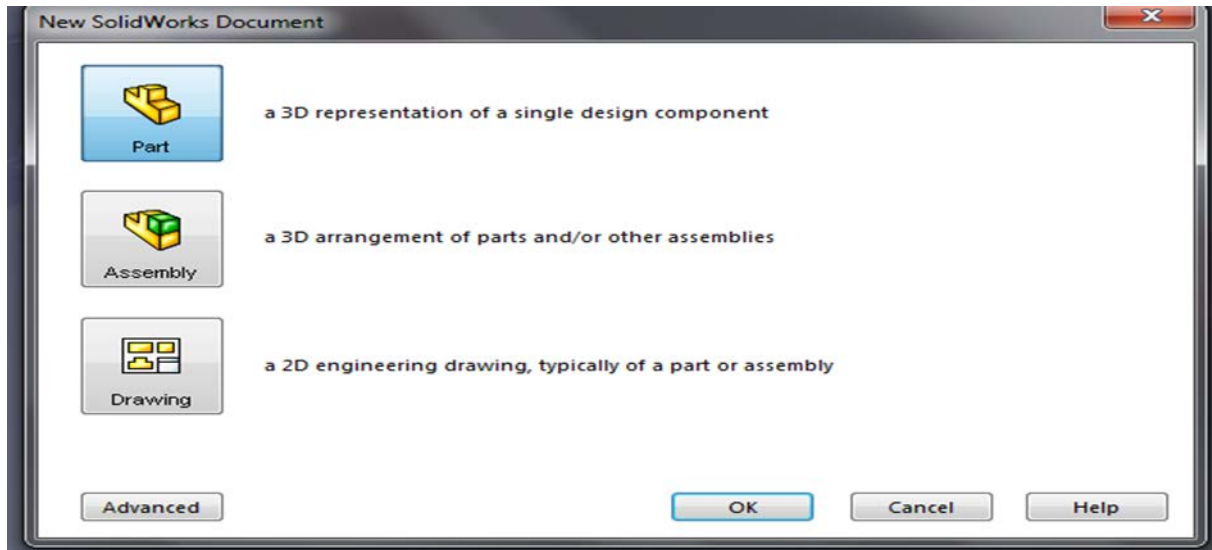 New SolidWorks Document
Part
a 3D representation of a single design component
Assembly
a 3D arrangement of parts and/or other assemblies
Drawing
a 2D engineering drawing, typically of a part or assembly
Advanced
OK
Cancel
Help